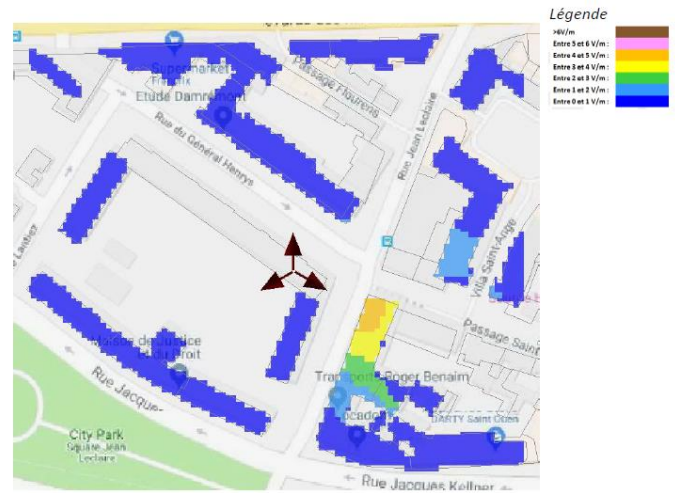 Légende
>6V/m
Entre 5 et 6 V/m :
Entre 4 et 5 V/m :
Entre 3 et 4 V/m :
Entre 2 et 3 V/m :
Entre 1 et 2 V/m :
Entre 0 et 1 V/m :
Supermarket
Etude Damrémont
Passage Flourens
Rue du Général Henrys
Rue Jean Leclaire
Villa Saint-Ange
Passage Saint
Maison de Justice
et du Droit
Transports Roger Benaim
Rue Jacques
DARTY Saint Ouen
City Park
Square Jean
Leclaire
Rue Jacques Kellner